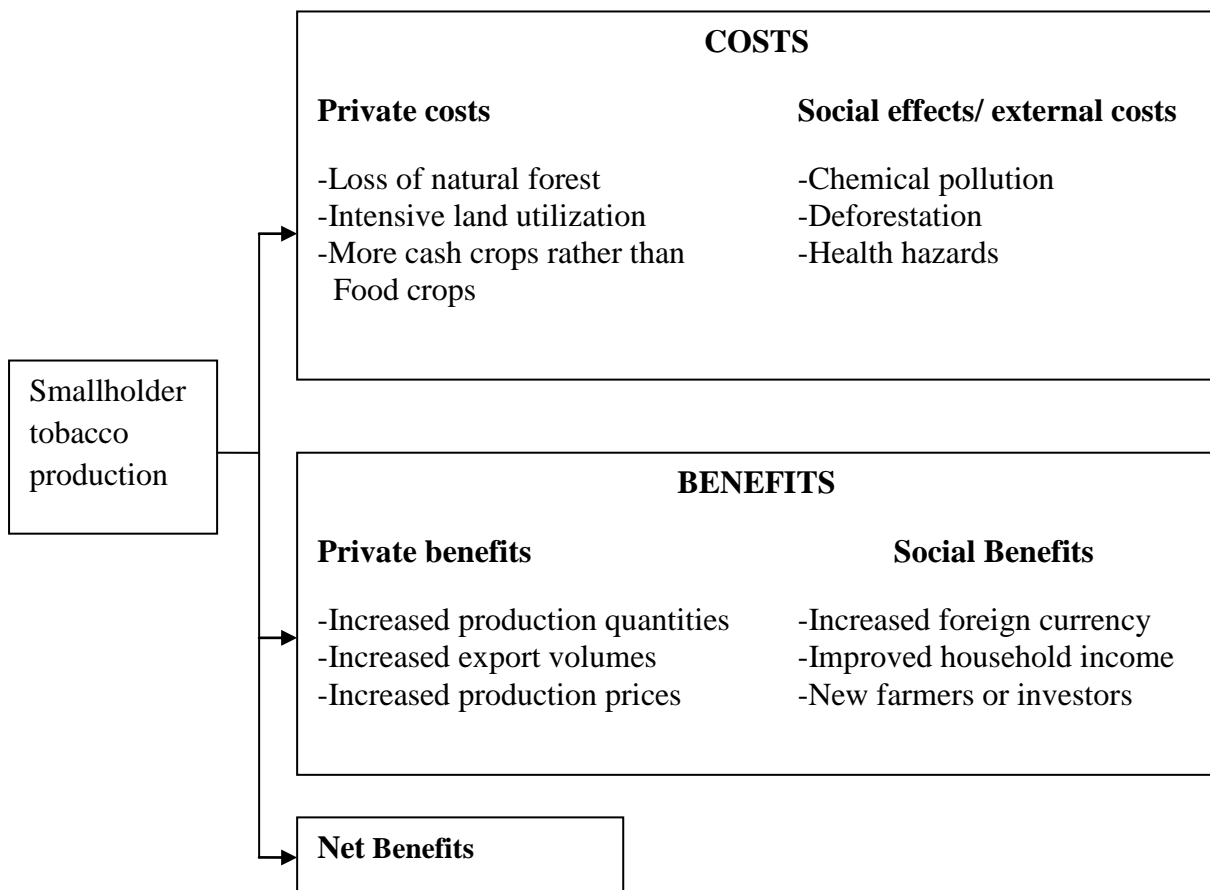 COSTS
Private costs
-Loss of natural forest
-Intensive land utilization
-More cash crops rather than
Food crops
Social effects/ external costs
-Chemical pollution
-Deforestation
-Health hazards
Smallholder
tobacco
production
BENEFITS
Private benefits
-Increased production quantities
-Increased export volumes
-Increased production prices
Social Benefits
-Increased foreign currency
-Improved household income
-New farmers or investors
Net Benefits